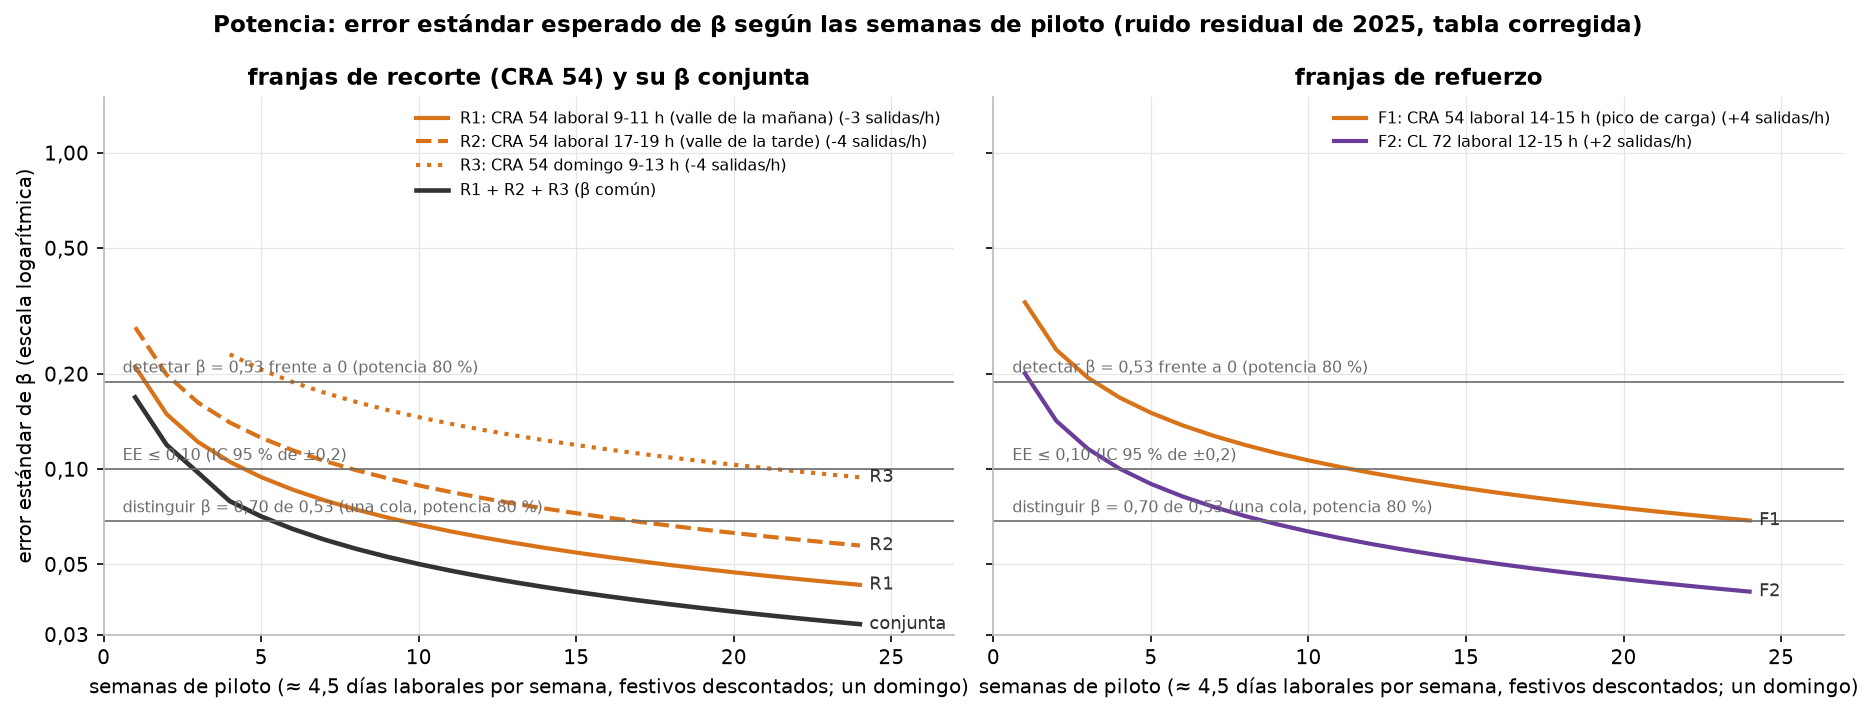 Potencia: error estándar esperado de β según las semanas de piloto (ruido residual de 2025, tabla corregida)
franjas de recorte (CRA 54) y su β conjunta
R1: CRA 54 laboral 9-11 h (valle de la mañana) (-3 salidas/h)
R2: CRA 54 laboral 17-19 h (valle de la tarde) (-4 salidas/h)
R3: CRA 54 domingo 9-13 h (-4 salidas/h)
R1 + R2 + R3 (β común)
error estándar de β (escala logarítmica)
1,00
0,50
0,20
0,10
0,05
0,03
detectar β = 0,53 frente a 0 (potencia 80 %)
EE ≤ 0,10 (IC 95 % de ±0,2)
distinguir β = 0,70 de 0,53 (una cola, potencia 80 %)
R3
R2
R1
conjunta
0 5 10 15 20 25
semanas de piloto (≈ 4,5 días laborales por semana, festivos descontados; un domingo)
franjas de refuerzo
F1: CRA 54 laboral 14-15 h (pico de carga) (+4 salidas/h)
F2: CL 72 laboral 12-15 h (+2 salidas/h)
detectar β = 0,53 frente a 0 (potencia 80 %)
EE ≤ 0,10 (IC 95 % de ±0,2)
distinguir β = 0,70 de 0,53 (una cola, potencia 80 %)
F1
F2
0 5 10 15 20 25
semanas de piloto (≈ 4,5 días laborales por semana, festivos descontados; un domingo)